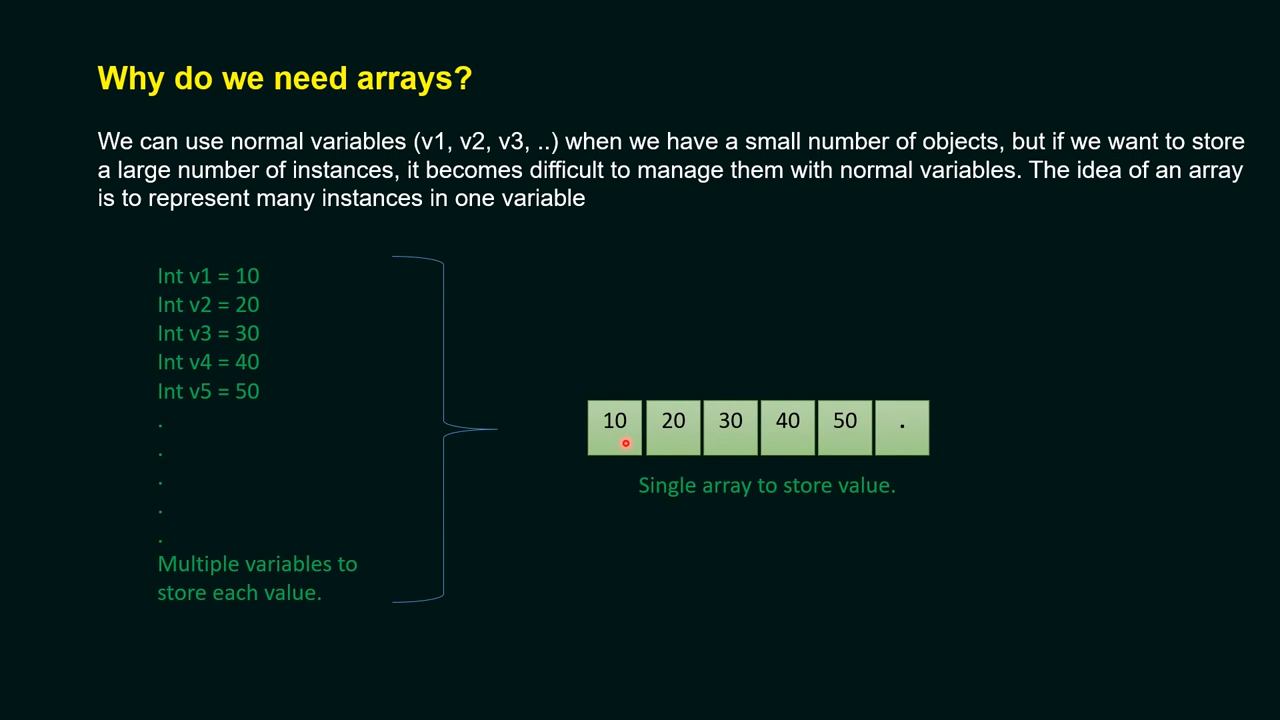 Why do we need arrays?
We can use normal variables (v1, v2, v3, ..) when we have a small number of objects, but if we want to store
a large number of instances, it becomes difficult to manage them with normal variables. The idea of an array
is to represent many instances in one variable
Int v1 = 10
Int v2 = 20
Int v3 = 30
Int v4 = 40
Int v5 = 50
.
.
.
.
.
Multiple variables to
store each value.
10 20 30 40 50 .
Single array to store value.